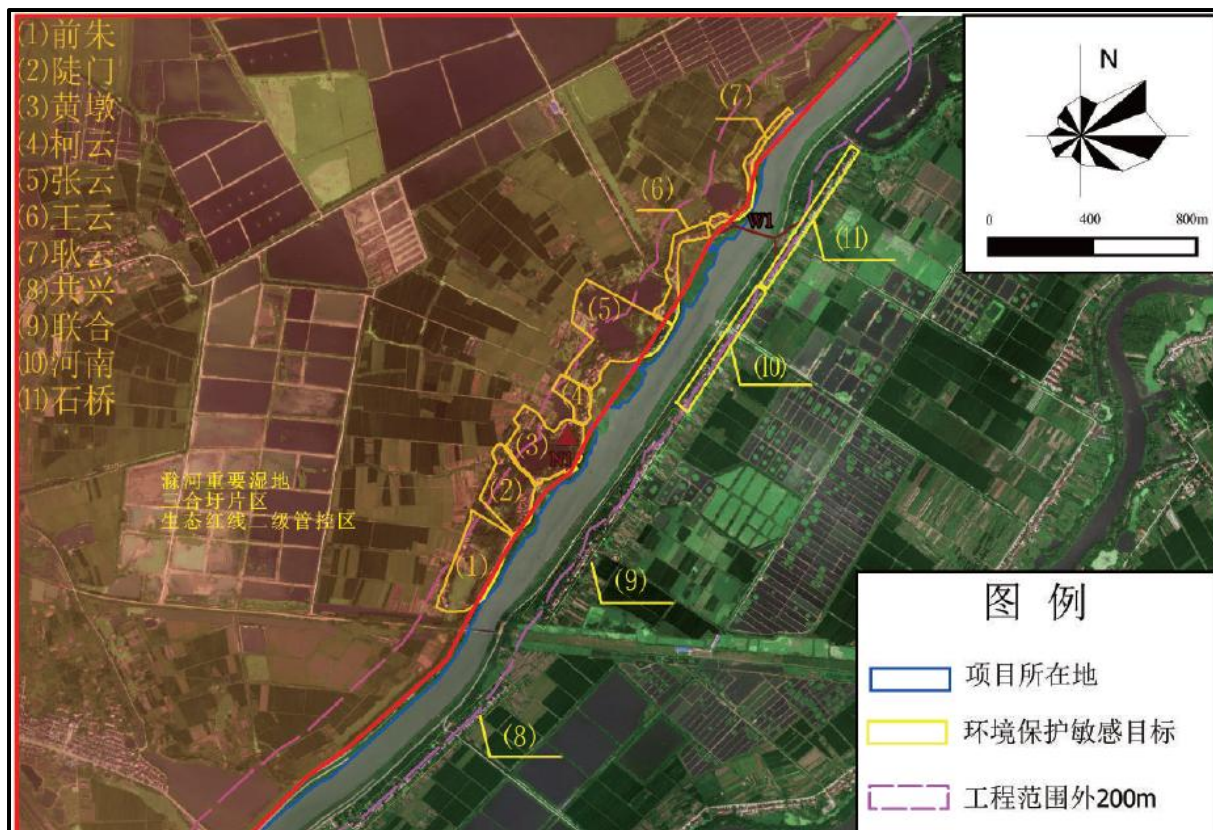 (1)前朱
(2)陡门
(3)黄墩
(4)柯云
(5)张云
(6)王云
(7)耿云
(8)共兴
(9)联合
(10)河南
(11)石桥
N
0 400 800m
(7)
(6)
W1
(11)
(5)
(10)
(4)
(3)
N1
滁河重要湿地
三合圩片区
生态红线二级管控区
(2)
(1)
(9)
(8)
图 例
项目所在地
环境保护敏感目标
工程范围外200m